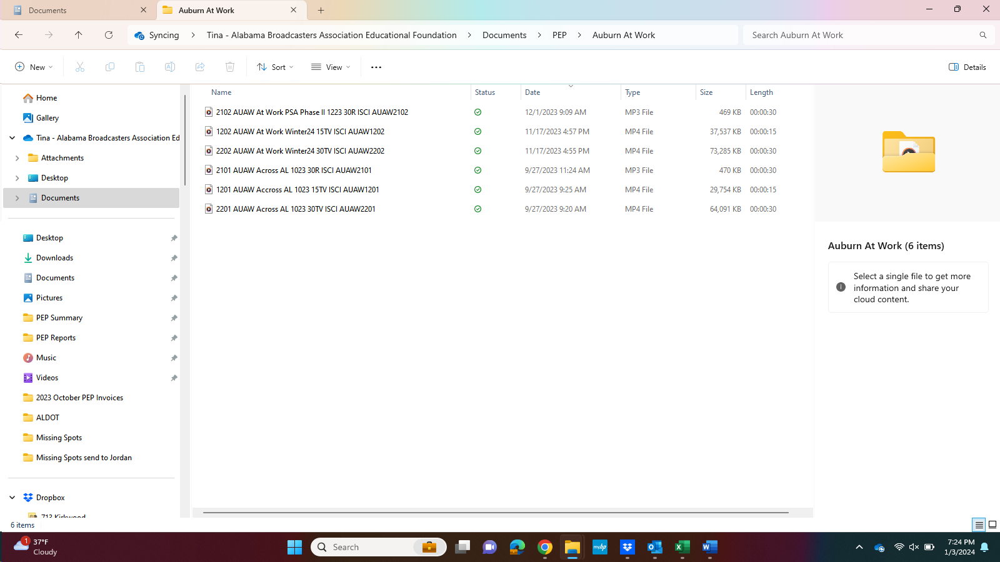 Documents
Auburn At Work
Syncing > Tina - Alabama Broadcasters Association Educational Foundation > Documents > PEP > Auburn At Work
Search Auburn At Work
New
Sort
View
Details
Home
Gallery
Tina - Alabama Broadcasters Association Ed
Attachments
Desktop
Documents
Desktop
Downloads
Documents
Pictures
PEP Summary
PEP Reports
Music
Videos
2023 October PEP Invoices
ALDOT
Missing Spots
Missing Spots send to Jordan
Dropbox
713 Kirkwood
Name Status Date Type Size Length
2102 AUAW At Work PSA Phase II 1223 30R ISCI AUAW2102 12/1/2023 9:09 AM MP3 File 469 KB 00:00:30
1202 AUAW At Work Winter24 15TV ISCI AUAW1202 11/17/2023 4:57 PM MP4 File 37,537 KB 00:00:15
2202 AUAW At Work Winter24 30TV ISCI AUAW2202 11/17/2023 4:55 PM MP4 File 73,285 KB 00:00:30
2101 AUAW Across AL 1023 30R ISCI AUAW2101 9/27/2023 11:24 AM MP3 File 470 KB 00:00:30
1201 AUAW Accross AL 1023 15TV ISCI AUAW1201 9/27/2023 9:25 AM MP4 File 29,754 KB 00:00:15
2201 AUAW Across AL 1023 30TV ISCI AUAW2201 9/27/2023 9:20 AM MP4 File 64,091 KB 00:00:30
Auburn At Work (6 items)
Select a single file to get more
information and share your
cloud content.
6 items
1
37°F
Cloudy
Search
myhp
7:24 PM
1/3/2024